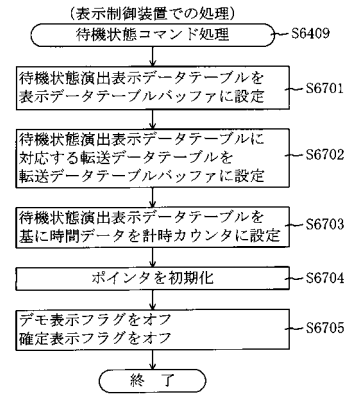 (表示制御装置での処理)
待機状態コマンド処理
S6409
待機状態演出表示データテーブルを
表示データテーブルバッファに設定
S6701
待機状態演出表示データテーブルに
対応する転送データテーブルを
転送データテーブルバッファに設定
S6702
待機状態演出表示データテーブルを
基に時間データを計時カウンタに設定
S6703
ポインタを初期化
S6704
デモ表示フラグをオフ
確定表示フラグをオフ
S6705
終 了